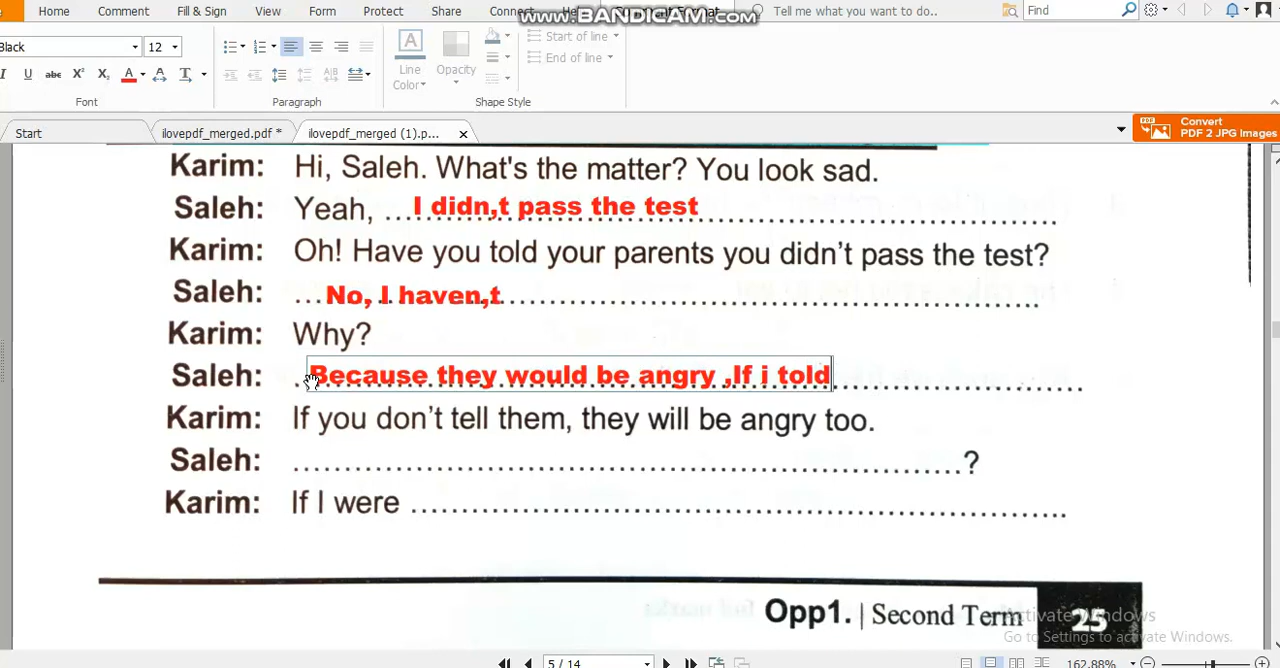 www.BANDICAM.com
Home Comment Fill & Sign View Form Protect Share Connect Tell me what you want to do.. Find
Black 12 Line Color Opacity Start of line
End of line
Font Paragraph Shape Style
Start ilovepdf_merged.pdf * ilovepdf_merged (1).p... Convert PDF 2 JPG Images
Karim: Hi, Saleh. What's the matter? You look sad.
Saleh: Yeah, ...I didn,t pass the test..............................
Karim: Oh! Have you told your parents you didn't pass the test?
Saleh: ...No, I haven,t..............................
Karim: Why?
Saleh: ..Because they would be angry ,If i told..............................
Karim: If you don't tell them, they will be angry too.
Saleh: ..............................?
Karim: If I were ..............................
Opp1. | Second Term 25
Activate Windows
Go to Settings to activate Windows.
5 / 14 162.88%